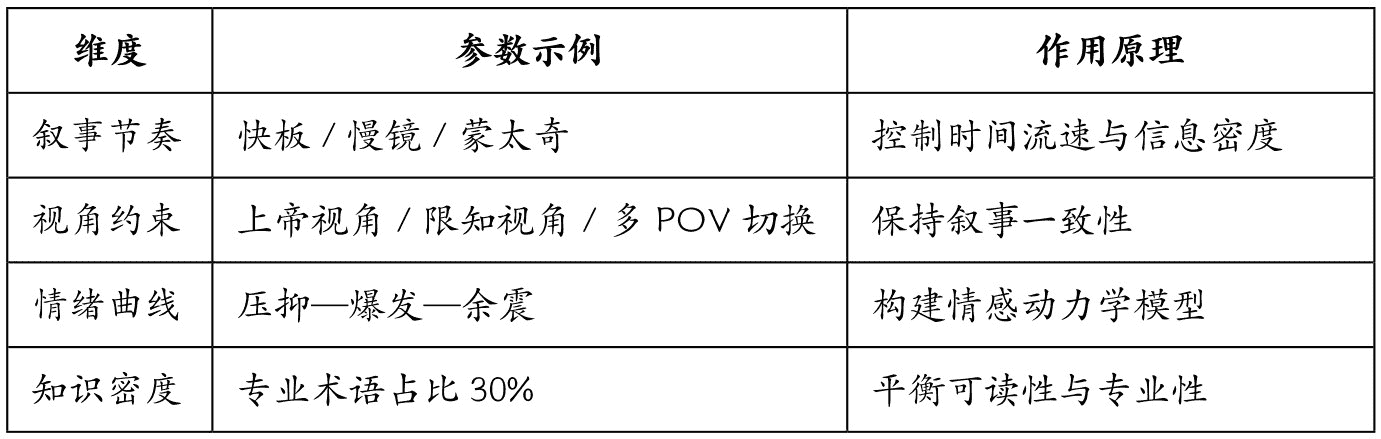 维度 参数示例 作用原理
叙事节奏 快板 / 慢镜 / 蒙太奇 控制时间流速与信息密度
视角约束 上帝视角 / 限知视角 / 多 POV 切换 保持叙事一致性
情绪曲线 压抑—爆发—余震 构建情感动力学模型
知识密度 专业术语占比 30% 平衡可读性与专业性